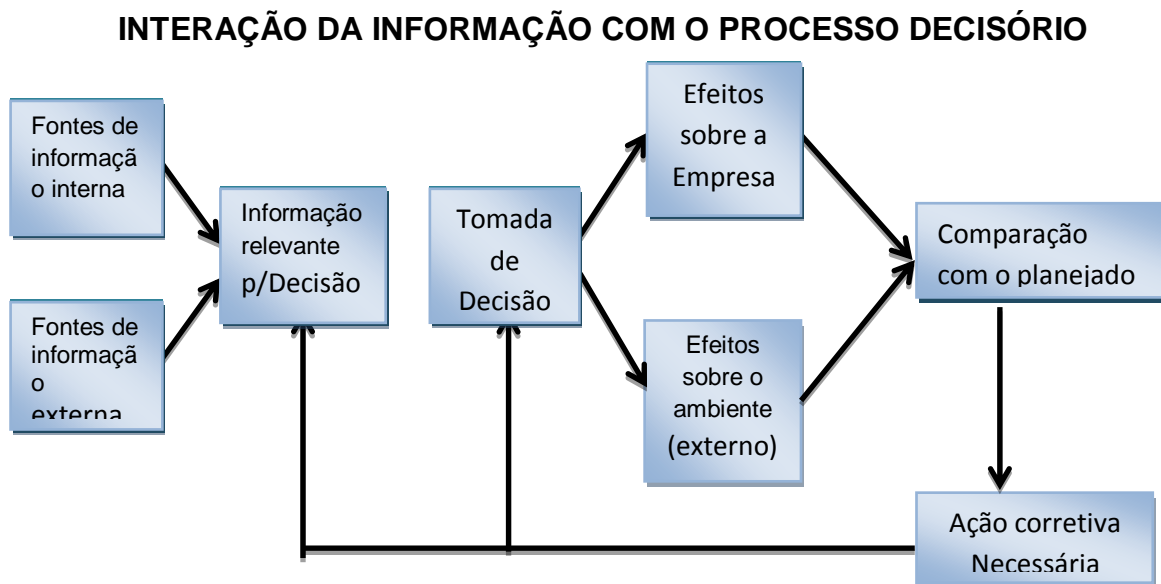 INTERAÇÃO DA INFORMAÇÃO COM O PROCESSO DECISÓRIO
Fontes de
informaçã
o interna
Fontes de
informaçã
o
externa
Informação
relevante
p/Decisão
Tomada
de
Decisão
Efeitos
sobre a
Empresa
Efeitos
sobre o
ambiente
(externo)
Comparação
com o planejado
Ação corretiva
Necessária